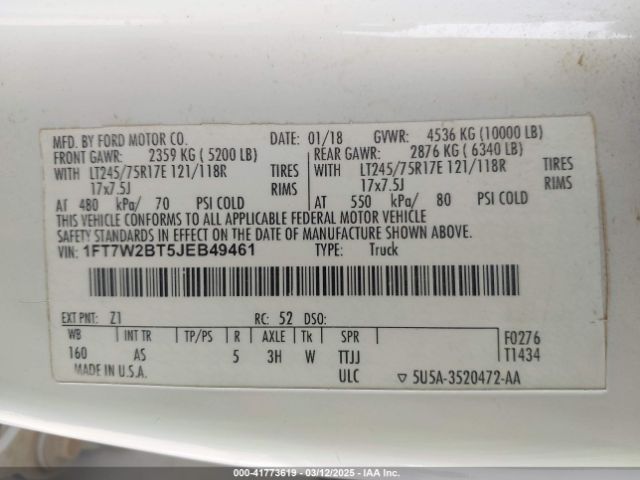 MFD. BY FORD MOTOR CO. DATE: 01/18 GVWR: 4536 KG (10000 LB)
FRONT GAWR: 2359 KG ( 5200 LB) REAR GAWR: 2876 KG ( 6340 LB)
WITH LT245/75R17E 121/118R TIRES WITH LT245/75R17E 121/118R TIRES
17x7.5J RIMS 17x7.5J RIMS
AT 480 kPa/ 70 PSI COLD AT 550 kPa/ 80 PSI COLD
THIS VEHICLE CONFORMS TO ALL APPLICABLE FEDERAL MOTOR VEHICLE
SAFETY STANDARDS IN EFFECT ON THE DATE OF MANUFACTURE SHOWN ABOVE.
VIN: 1FT7W2BT5JEB49461 TYPE: Truck
EXT PNT: Z1 RC: 52 DSO:
WB INT TR TP/PS R AXLE Tk SPR F0276
160 AS 5 3H W TTJJ T1434
MADE IN U.S.A. ULC ▽ 5U5A-3520472-AA
000-41773619 - 03/12/2025 - IAA, Inc.